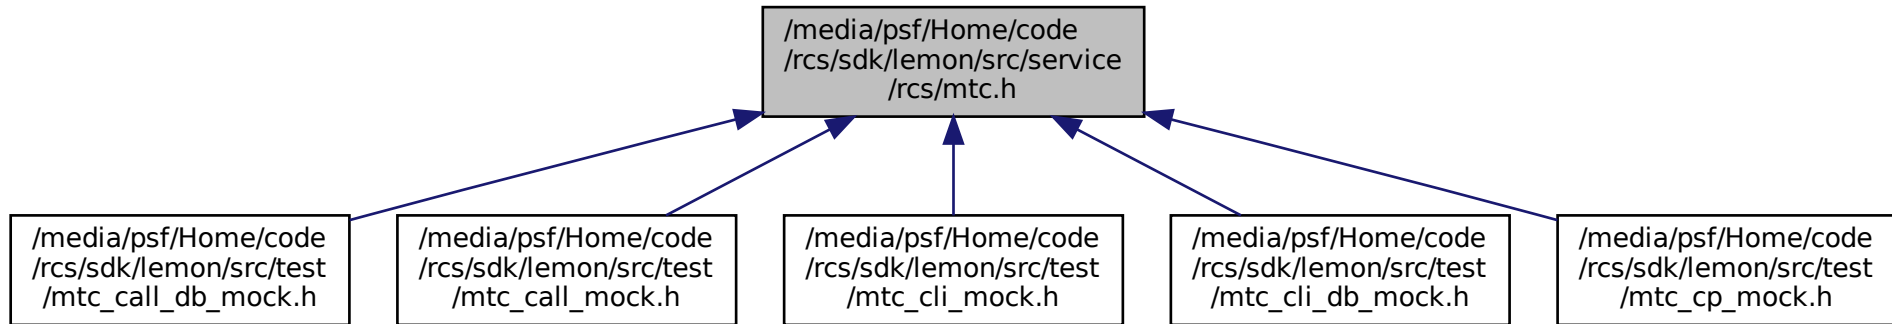 /media/psf/Home/code
/rcs/sdk/lemon/src/service
/rcs/mtc.h
/media/psf/Home/code
/rcs/sdk/lemon/src/test
/mtc_call_db_mock.h
/media/psf/Home/code
/rcs/sdk/lemon/src/test
/mtc_call_mock.h
/media/psf/Home/code
/rcs/sdk/lemon/src/test
/mtc_cli_mock.h
/media/psf/Home/code
/rcs/sdk/lemon/src/test
/mtc_cli_db_mock.h
/media/psf/Home/code
/rcs/sdk/lemon/src/test
/mtc_cp_mock.h